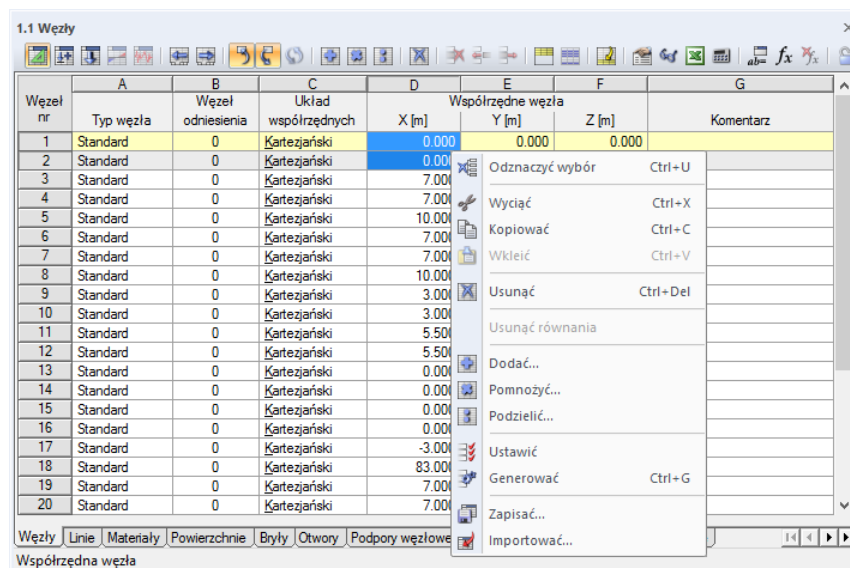 1.1 Węzły
A B C D E F G
Węzeł nr Typ węzła Węzeł odniesienia Układ współrzędnych Współrzędne węzła X [m] Y [m] Z [m] Komentarz
1 Standard 0 Kartezjański 0.000 0.000 0.000
2 Standard 0 Kartezjański 0.00
3 Standard 0 Kartezjański 7.00
4 Standard 0 Kartezjański 7.00
5 Standard 0 Kartezjański 10.00
6 Standard 0 Kartezjański 7.00
7 Standard 0 Kartezjański 7.00
8 Standard 0 Kartezjański 10.00
9 Standard 0 Kartezjański 3.00
10 Standard 0 Kartezjański 3.00
11 Standard 0 Kartezjański 5.50
12 Standard 0 Kartezjański 5.50
13 Standard 0 Kartezjański 0.00
14 Standard 0 Kartezjański 0.00
15 Standard 0 Kartezjański 0.00
16 Standard 0 Kartezjański 0.00
17 Standard 0 Kartezjański -3.00
18 Standard 0 Kartezjański 83.00
19 Standard 0 Kartezjański 7.00
20 Standard 0 Kartezjański 7.00
Odznaczyć wybór Ctrl+U
Wyciąć Ctrl+X
Kopiować Ctrl+C
Wkleić Ctrl+V
Usunąć Ctrl+Del
Usunąć równania
Dodać...
Pomnożyć...
Podzielić...
Ustawić
Generować Ctrl+G
Zapisać...
Importować...
Węzły Linie Materiały Powierzchnie Bryły Otwory Podpory węzłowe
Współrzędna węzła